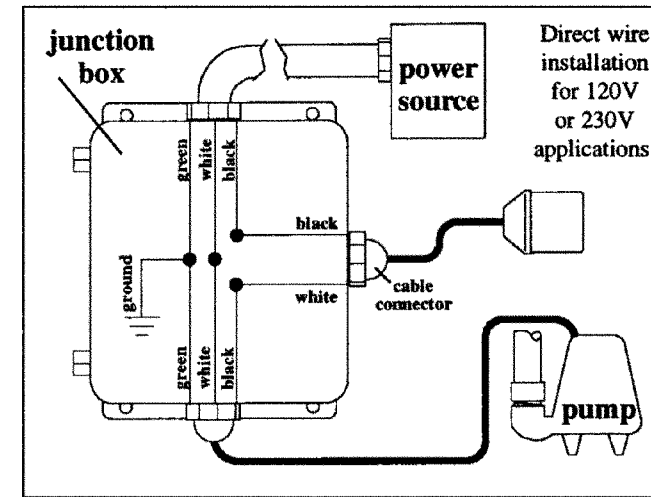 junction
box
power
source
Direct wire
installation
for 120V
or 230V
applications
green
white
black
black
white
ground
cable
connector
green
white
black
pump